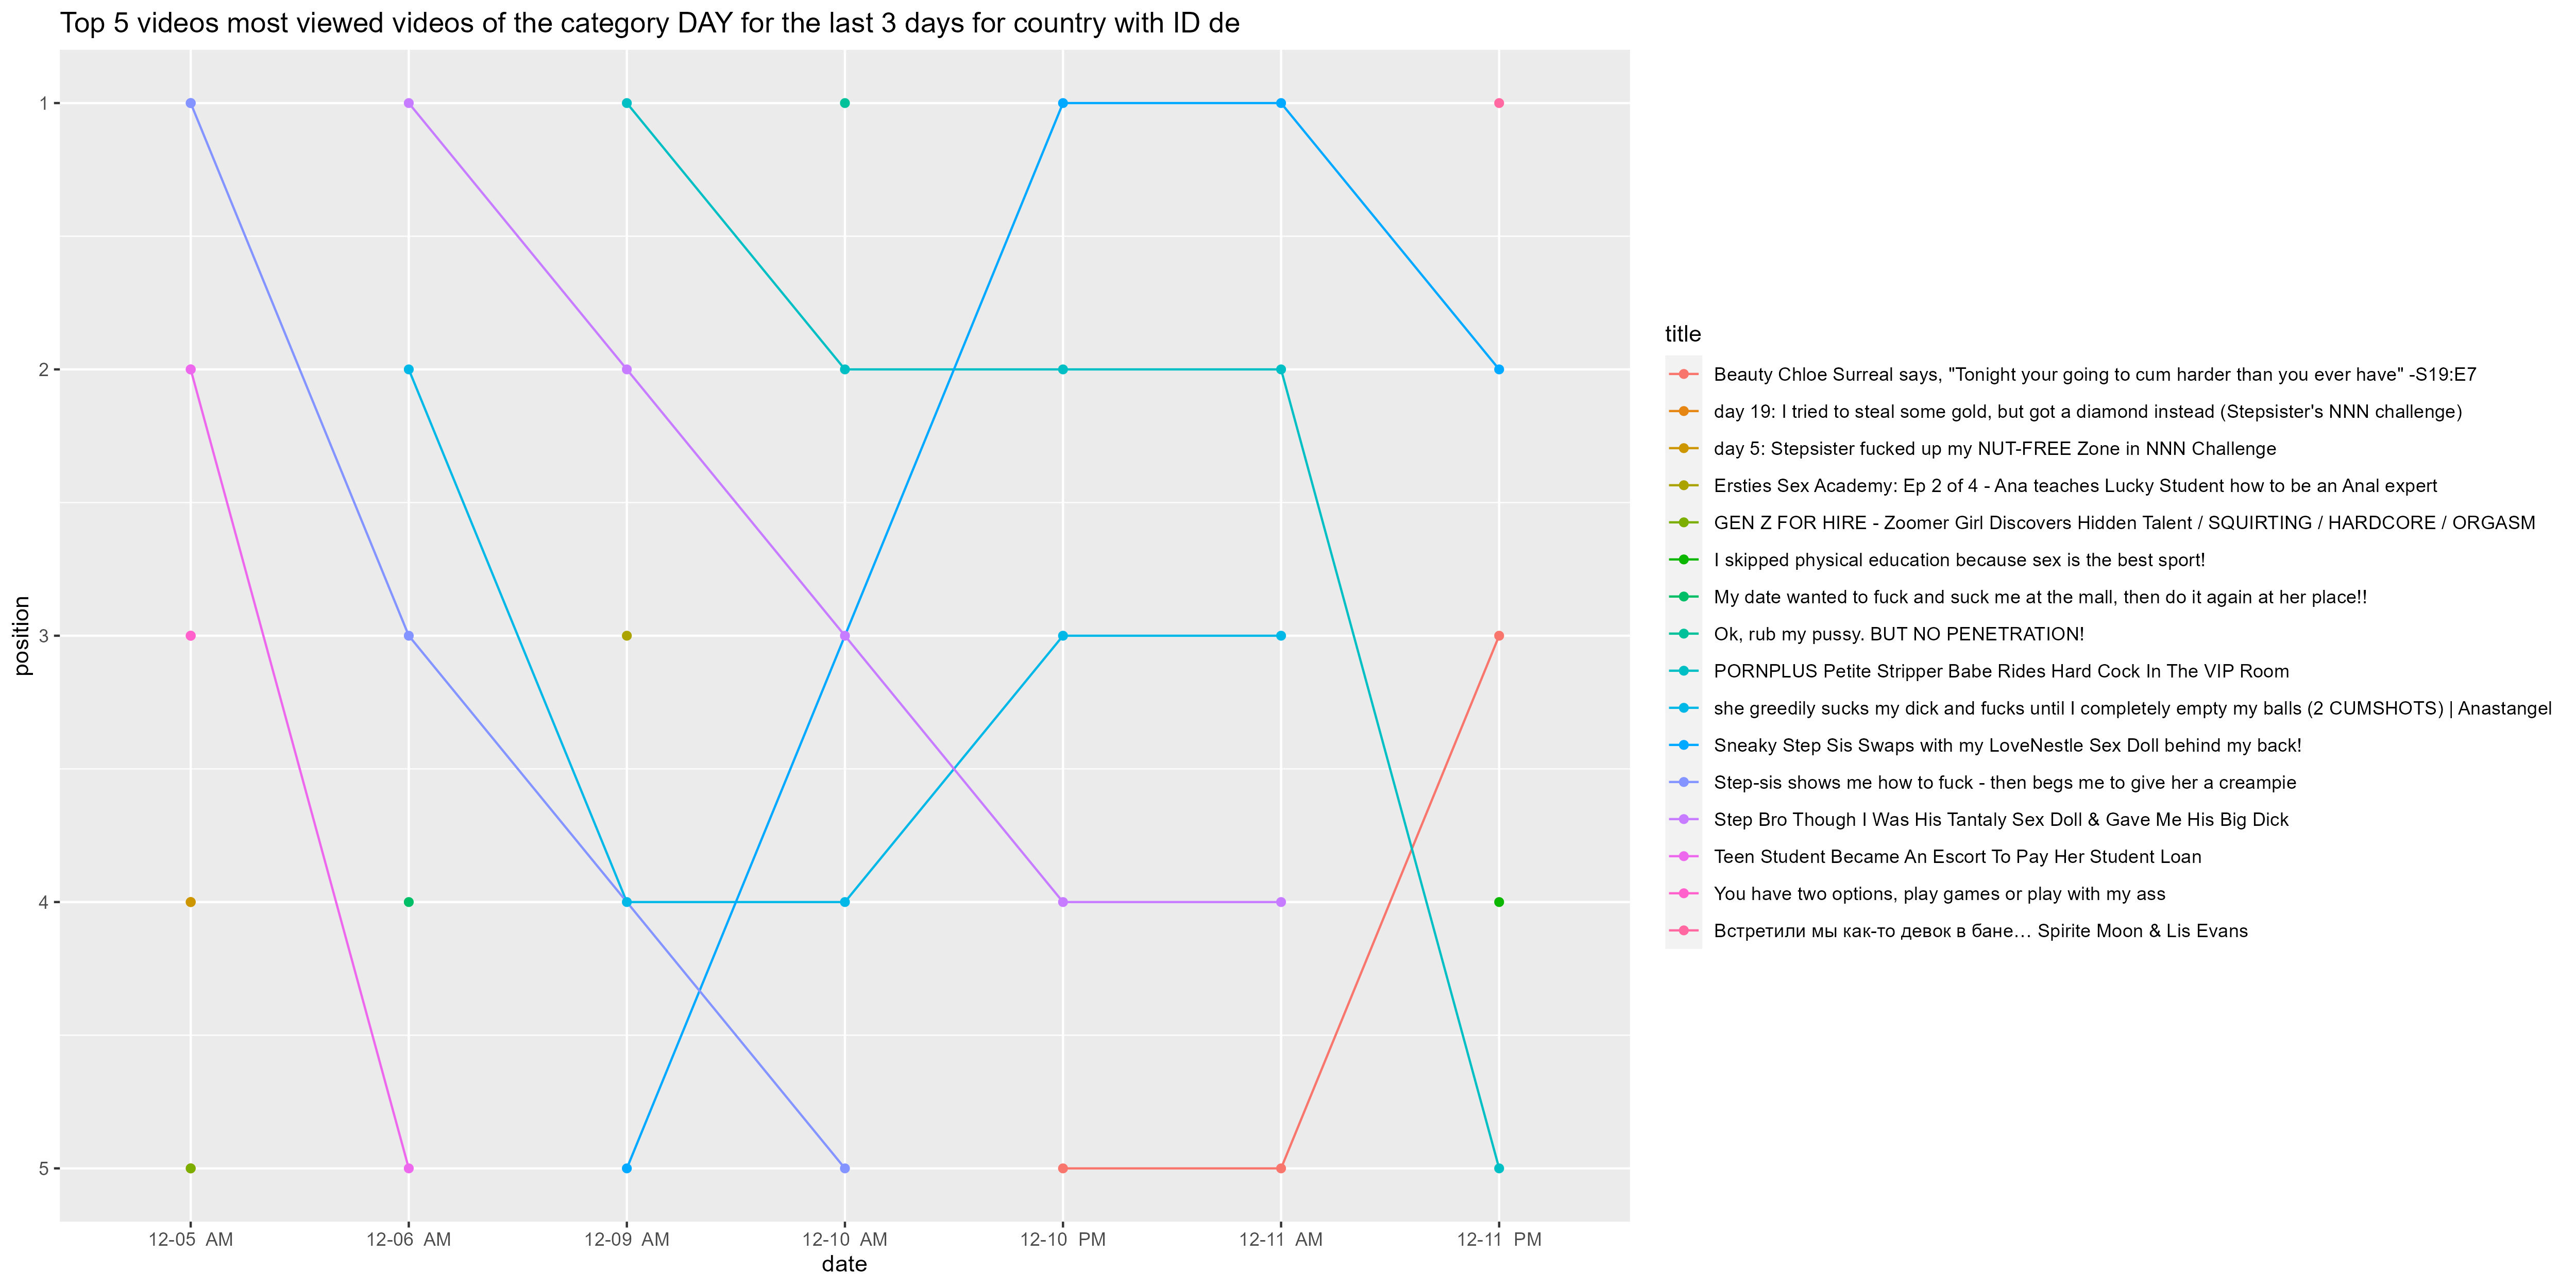 Top 5 videos most viewed videos of the category DAY for the last 3 days for country with ID de
position
1
2
3
4
5
12-05 AM
12-06 AM
12-09 AM
12-10 AM
12-10 PM
12-11 AM
12-11 PM
date
title
Beauty Chloe Surreal says, "Tonight your going to cum harder than you ever have" -S19:E7
day 19: I tried to steal some gold, but got a diamond instead (Stepsister's NNN challenge)
day 5: Stepsister fucked up my NUT-FREE Zone in NNN Challenge
Ersties Sex Academy: Ep 2 of 4 - Ana teaches Lucky Student how to be an Anal expert
GEN Z FOR HIRE - Zoomer Girl Discovers Hidden Talent / SQUIRTING / HARDCORE / ORGASM
I skipped physical education because sex is the best sport!
My date wanted to fuck and suck me at the mall, then do it again at her place!!
Ok, rub my pussy. BUT NO PENETRATION!
PORNPLUS Petite Stripper Babe Rides Hard Cock In The VIP Room
she greedily sucks my dick and fucks until I completely empty my balls (2 CUMSHOTS) | Anastangel
Sneaky Step Sis Swaps with my LoveNestle Sex Doll behind my back!
Step-sis shows me how to fuck - then begs me to give her a creampie
Step Bro Though I Was His Tantaly Sex Doll & Gave Me His Big Dick
Teen Student Became An Escort To Pay Her Student Loan
You have two options, play games or play with my ass
Встретили мы как-то девок в бане… Spirite Moon & Lis Evans